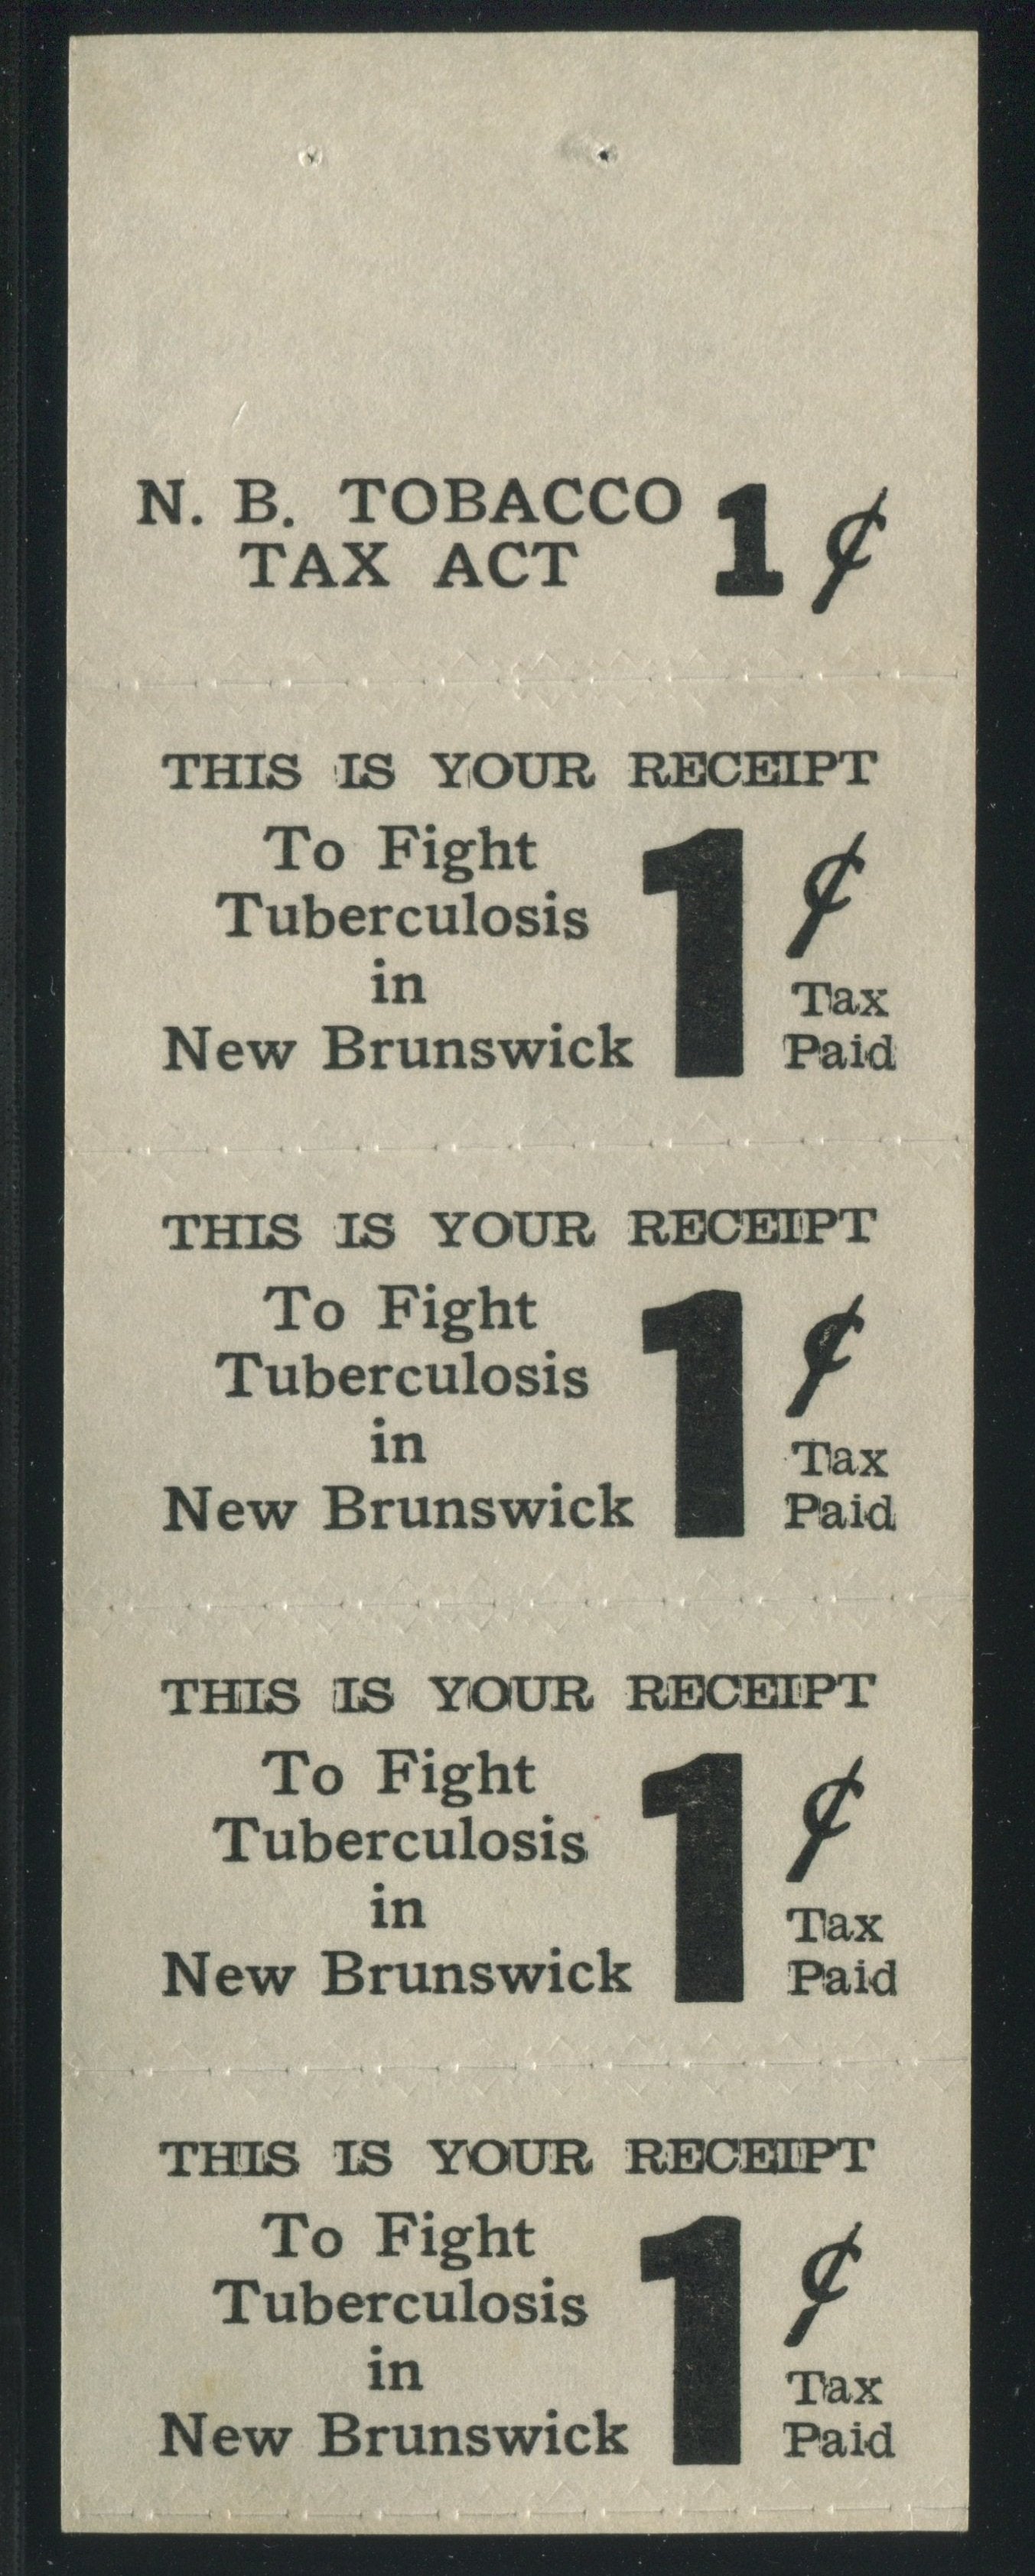 N. B. TOBACCO 1¢
TAX ACT
THIS IS YOUR RECEIPT
To Fight
Tuberculosis
in
New Brunswick
1¢
Tax
Paid
THIS IS YOUR RECEIPT
To Fight
Tuberculosis
in
New Brunswick
1¢
Tax
Paid
THIS IS YOUR RECEIPT
To Fight
Tuberculosis
in
New Brunswick
1¢
Tax
Paid
THIS IS YOUR RECEIPT
To Fight
Tuberculosis
in
New Brunswick
1¢
Tax
Paid